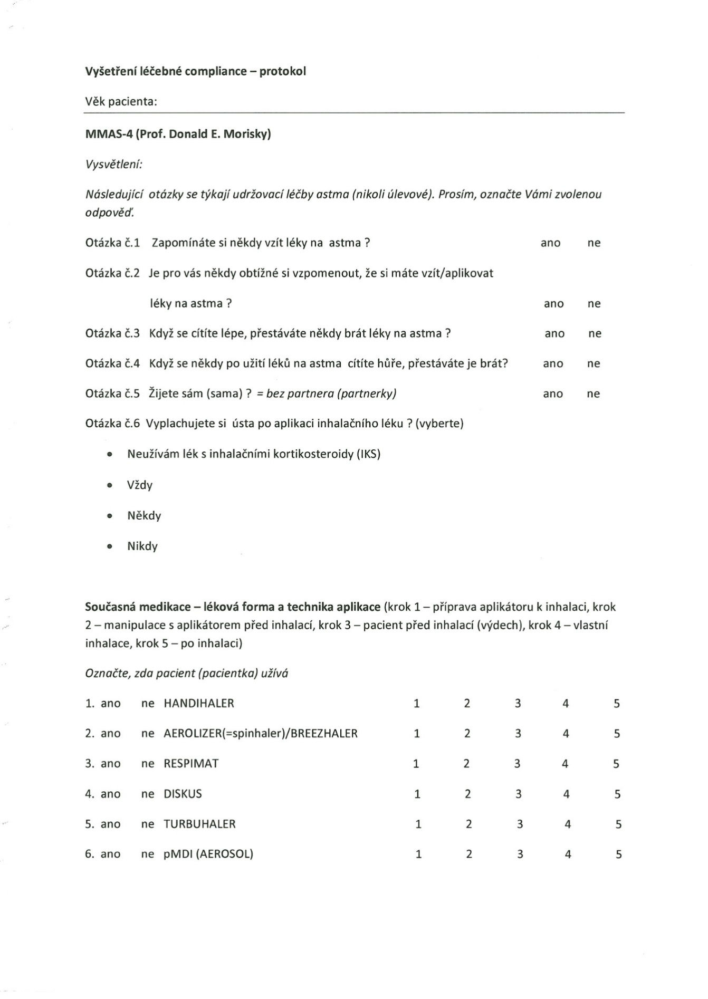 Vyšetření léčebné compliance – protokol
Věk pacienta:
MMAS-4 (Prof. Donald E. Morisky)
Vysvětlení:
Následující otázky se týkají udržovací léčby astma (nikoli úlevové). Prosím, označte Vámi zvolenou
odpověď.
Otázka č.1 Zapomínáte si někdy vzít léky na astma ? ano ne
Otázka č.2 Je pro vás někdy obtížné si vzpomenout, že si máte vzít/aplikovat
léky na astma ? ano ne
Otázka č.3 Když se cítíte lépe, přestáváte někdy brát léky na astma ? ano ne
Otázka č.4 Když se někdy po užití léků na astma cítíte hůře, přestáváte je brát? ano ne
Otázka č.5 Žijete sám (sama) ? = bez partnera (partnerky) ano ne
Otázka č.6 Vyplachujete si ústa po aplikaci inhalačního léku ? (vyberte)
• Neužívám lék s inhalačními kortikosteroidy (IKS)
• Vždy
• Někdy
• Nikdy
Současná medikace – léková forma a technika aplikace (krok 1 – příprava aplikátoru k inhalaci, krok
2 – manipulace s aplikátorem před inhalací, krok 3 – pacient před inhalací (výdech), krok 4 – vlastní
inhalace, krok 5 – po inhalaci)
Označte, zda pacient (pacientka) užívá
1. ano ne HANDIHALER 1 2 3 4 5
2. ano ne AEROLIZER(=spinhaler)/BREEZHALER 1 2 3 4 5
3. ano ne RESPIMAT 1 2 3 4 5
4. ano ne DISKUS 1 2 3 4 5
5. ano ne TURBUHALER 1 2 3 4 5
6. ano ne pMDI (AEROSOL) 1 2 3 4 5